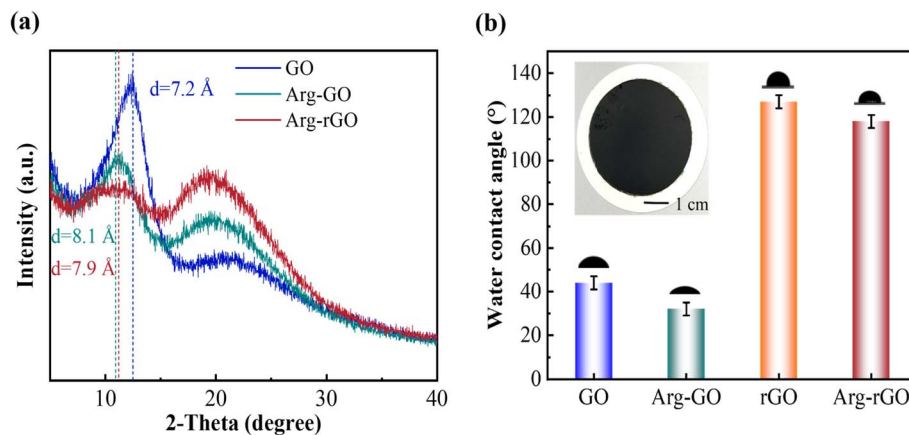 (a)
GO
Arg-GO
Arg-rGO
d=7.2 Å
d=8.1 Å
d=7.9 Å
Intensity (a.u.)
10
20
30
40
2-Theta (degree)
(b)
Water contact angle (°)
140
120
100
80
60
40
20
0
1 cm
GO
Arg-GO
rGO
Arg-rGO